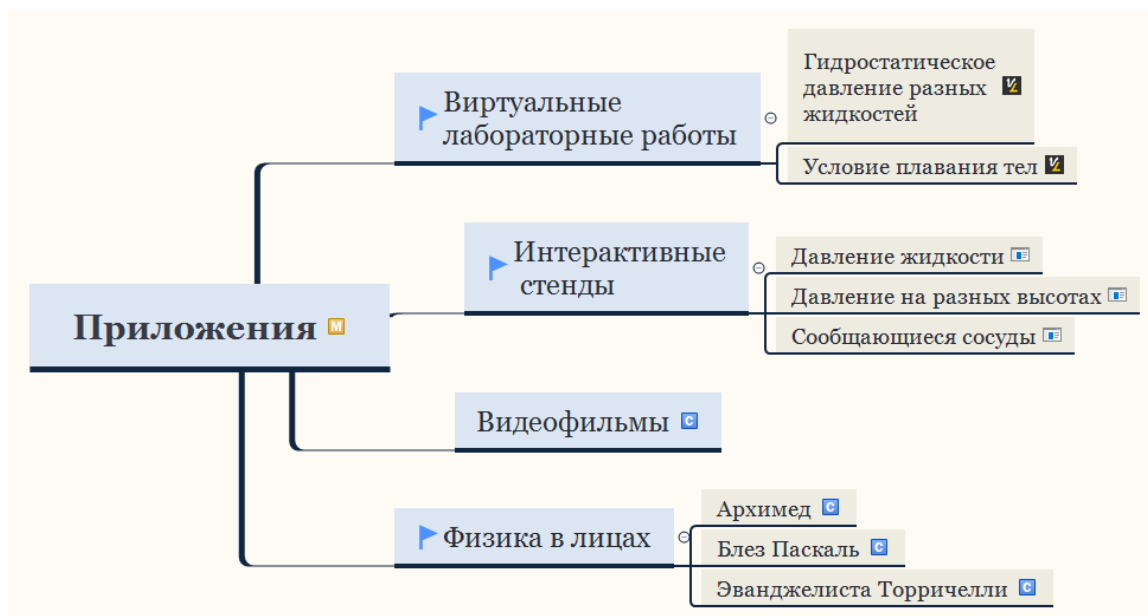 Виртуальные
лабораторные работы
Гидростатическое
давление разных
жидкостей
Условие плавания тел
Интерактивные
стенды
Давление жидкости
Давление на разных высотах
Сообщающиеся сосуды
Приложения M
Видеофильмы C
Физика в лицах
Архимед C
Блез Паскаль C
Эванджелиста Торричелли C